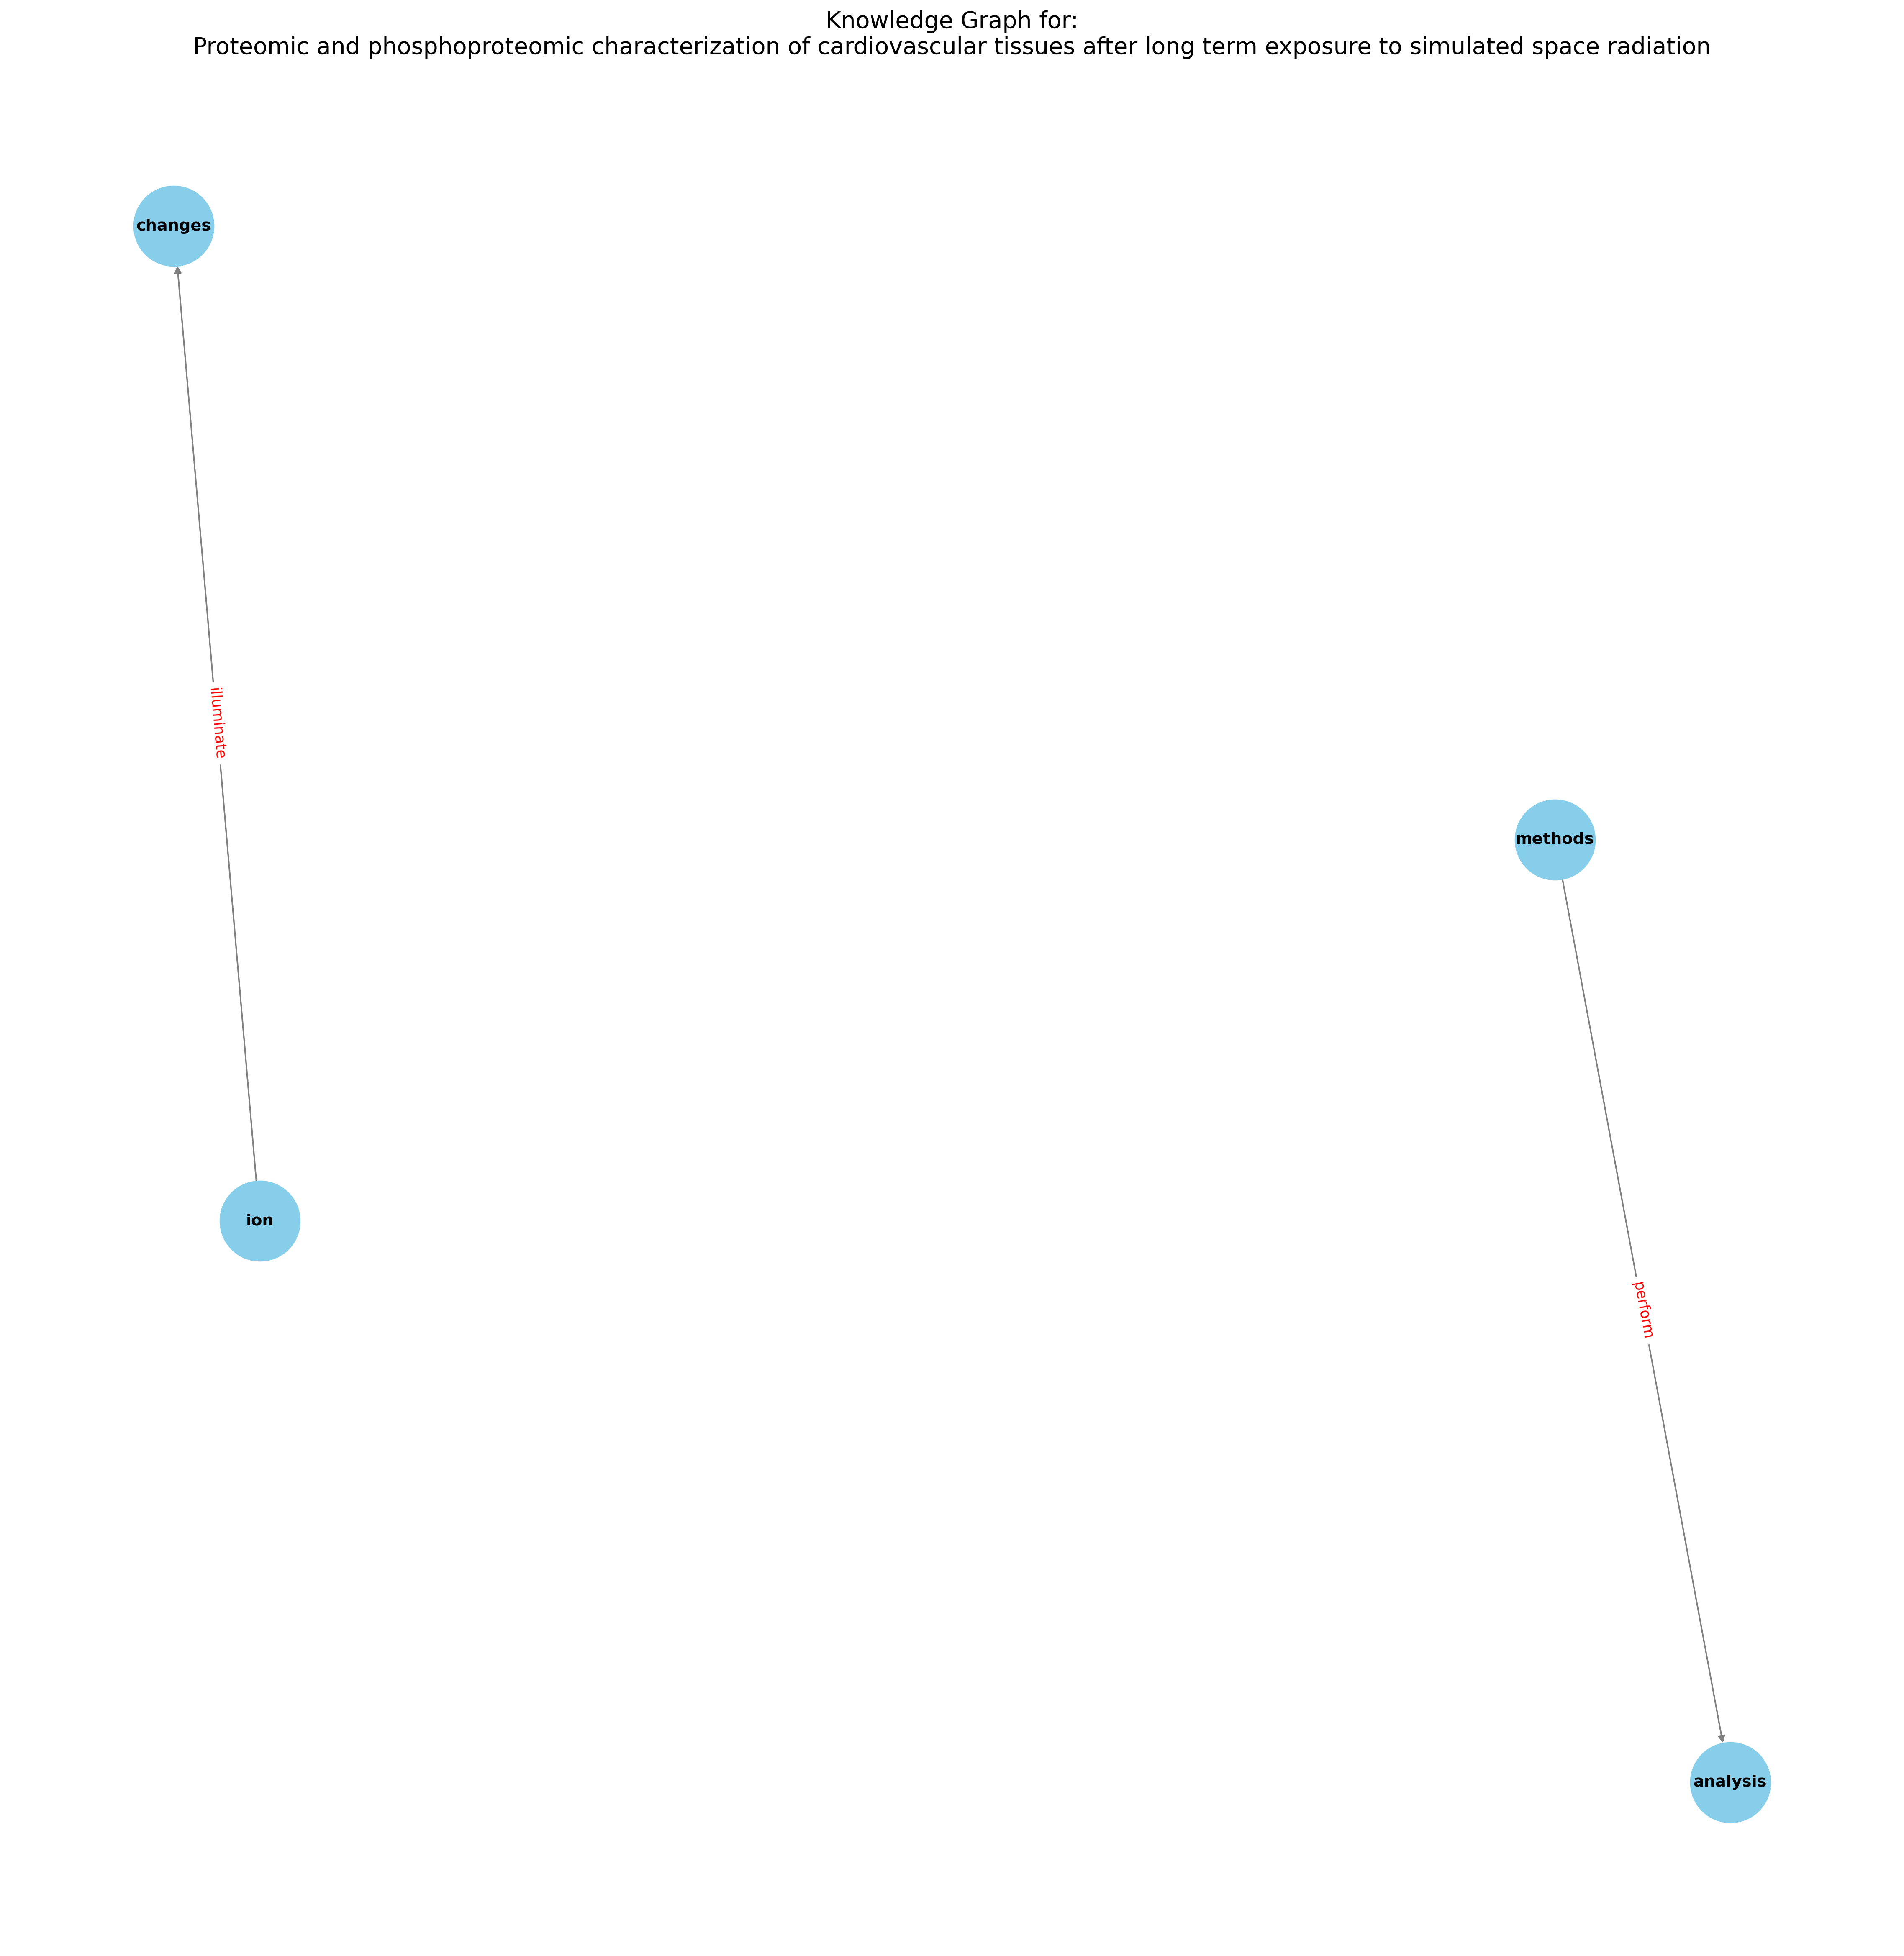 Knowledge Graph for:
Proteomic and phosphoproteomic characterization of cardiovascular tissues after long term exposure to simulated space radiation
changes
illuminate
methods
ion
perform
analysis